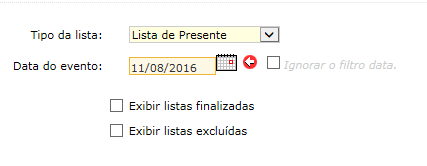 Tipo da lista: Lista de Presente
Data do evento: 11/08/2016 Ignorar o filtro data.
Exibir listas finalizadas
Exibir listas excluídas